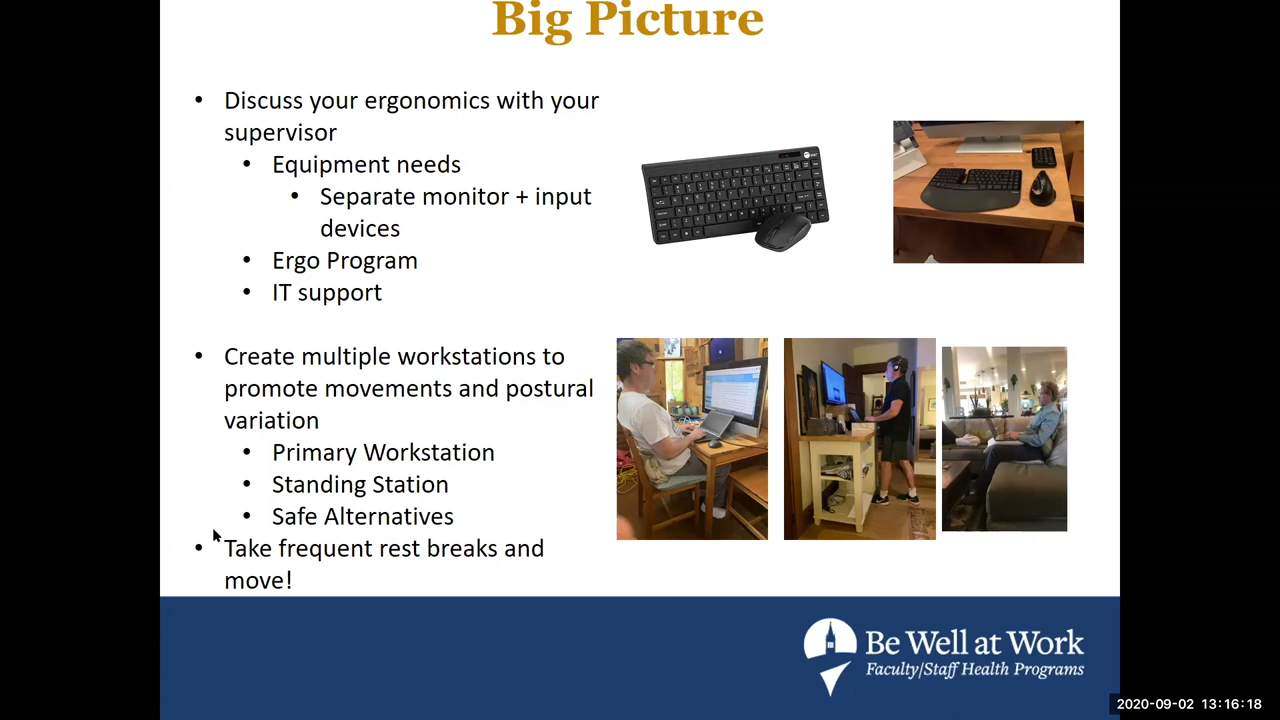 Big Picture
• Discuss your ergonomics with your
supervisor
• Equipment needs
• Separate monitor + input
devices
• Ergo Program
• IT support
• Create multiple workstations to
promote movements and postural
variation
• Primary Workstation
• Standing Station
• Safe Alternatives
• Take frequent rest breaks and
move!
Be Well at Work
Faculty/Staff Health Programs
2020-09-02 13:16:18